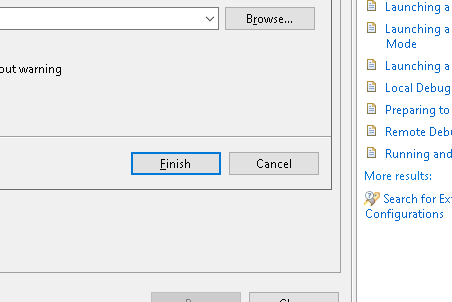 Browse...
out warning
Finish
Cancel
Launching a
Launching a
Mode
Launching a
Local Debug
Preparing to
Remote Deb
Running and
More results:
Search for Ex
Configurations